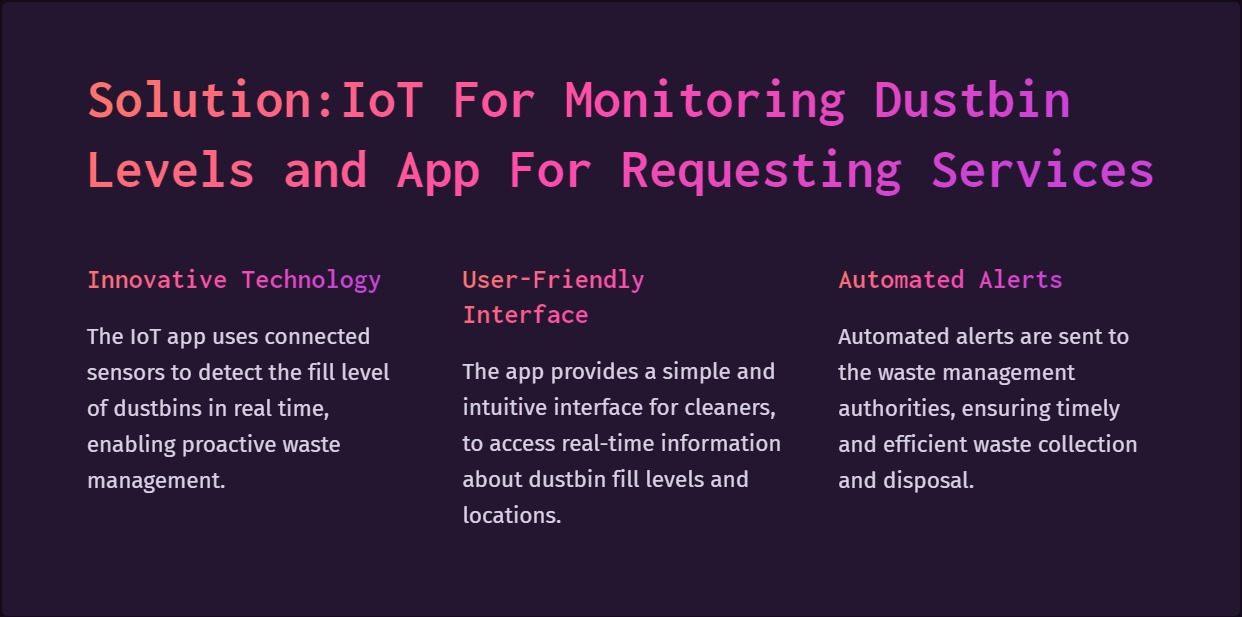 Solution:IoT For Monitoring Dustbin
Levels and App For Requesting Services
Innovative Technology
The IoT app uses connected
sensors to detect the fill level
of dustbins in real time,
enabling proactive waste
management.
User-Friendly
Interface
The app provides a simple and
intuitive interface for cleaners,
to access real-time information
about dustbin fill levels and
locations.
Automated Alerts
Automated alerts are sent to
the waste management
authorities, ensuring timely
and efficient waste collection
and disposal.